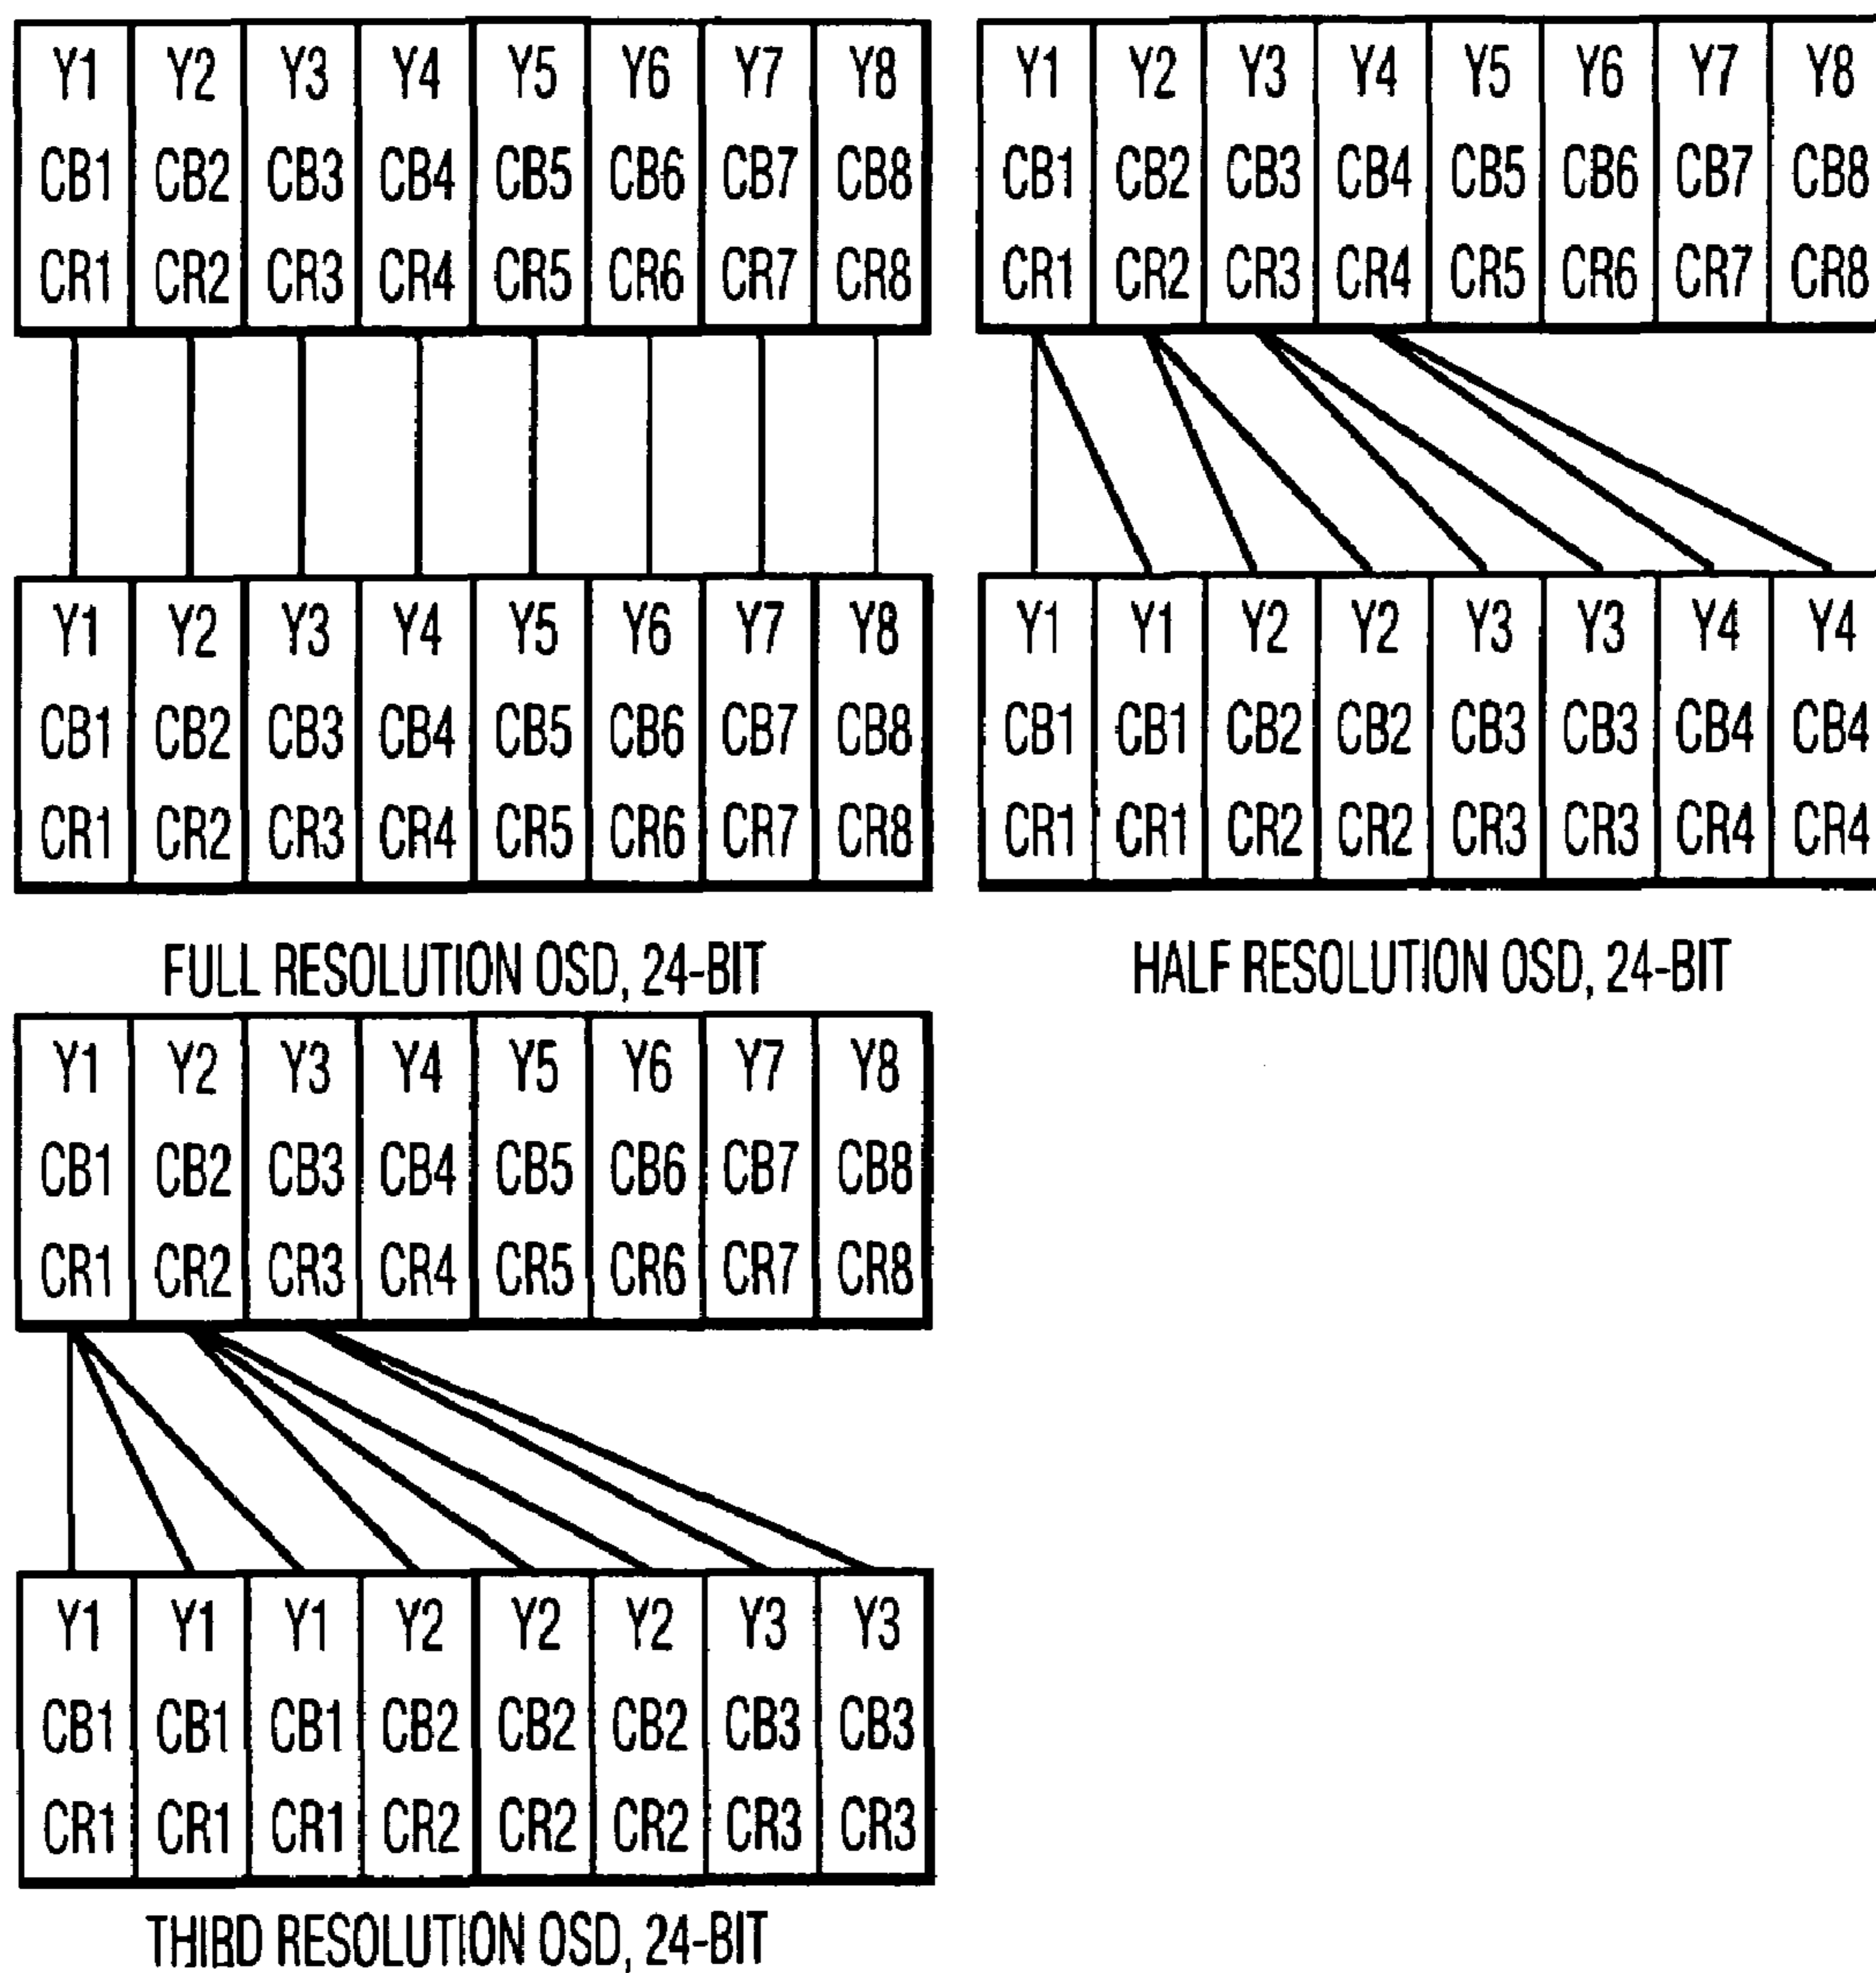 Y1 Y2 Y3 Y4 Y5 Y6 Y7 Y8
CB1 CB2 CB3 CB4 CB5 CB6 CB7 CB8
CR1 CR2 CR3 CR4 CR5 CR6 CR7 CR8
Y1 Y2 Y3 Y4 Y5 Y6 Y7 Y8
CB1 CB2 CB3 CB4 CB5 CB6 CB7 CB8
CR1 CR2 CR3 CR4 CR5 CR6 CR7 CR8
FULL RESOLUTION OSD, 24-BIT
Y1 Y2 Y3 Y4 Y5 Y6 Y7 Y8
CB1 CB2 CB3 CB4 CB5 CB6 CB7 CB8
CR1 CR2 CR3 CR4 CR5 CR6 CR7 CR8
Y1 Y1 Y2 Y2 Y3 Y3 Y4 Y4
CB1 CB1 CB2 CB2 CB3 CB3 CB4 CB4
CR1 CR1 CR2 CR2 CR3 CR3 CR4 CR4
HALF RESOLUTION OSD, 24-BIT
Y1 Y2 Y3 Y4 Y5 Y6 Y7 Y8
CB1 CB2 CB3 CB4 CB5 CB6 CB7 CB8
CR1 CR2 CR3 CR4 CR5 CR6 CR7 CR8
Y1 Y1 Y1 Y2 Y2 Y2 Y3 Y3
CB1 CB1 CB1 CB2 CB2 CB2 CB3 CB3
CR1 CR1 CR1 CR2 CR2 CR2 CR3 CR3
THIRD RESOLUTION OSD, 24-BIT